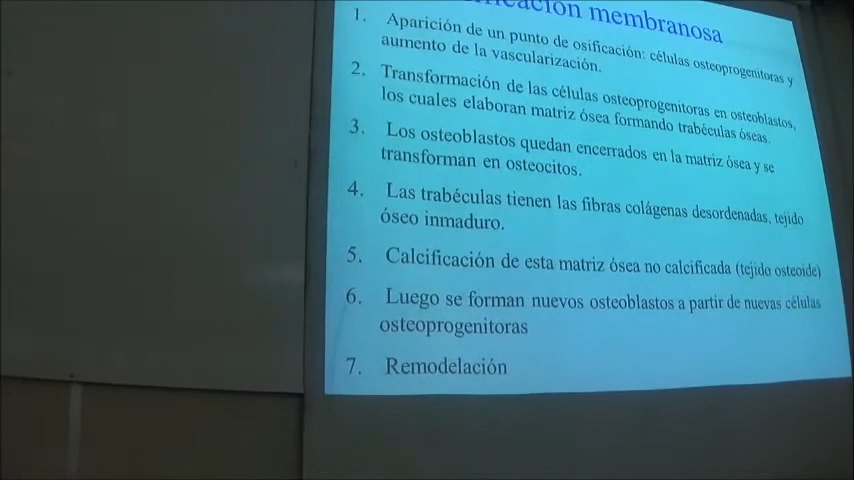 membranosa
1. Aparición de un punto de osificación: células osteoprogenitoras y
aumento de la vascularización.
2. Transformación de las células osteoprogenitoras en osteoblastos,
los cuales elaboran matriz ósea formando trabéculas óseas.
3. Los osteoblastos quedan encerrados en la matriz ósea y se
transforman en osteocitos.
4. Las trabéculas tienen las fibras colágenas desordenadas, tejido
óseo inmaduro.
5. Calcificación de esta matriz ósea no calcificada (tejido osteoide)
6. Luego se forman nuevos osteoblastos a partir de nuevas células
osteoprogenitoras
7. Remodelación